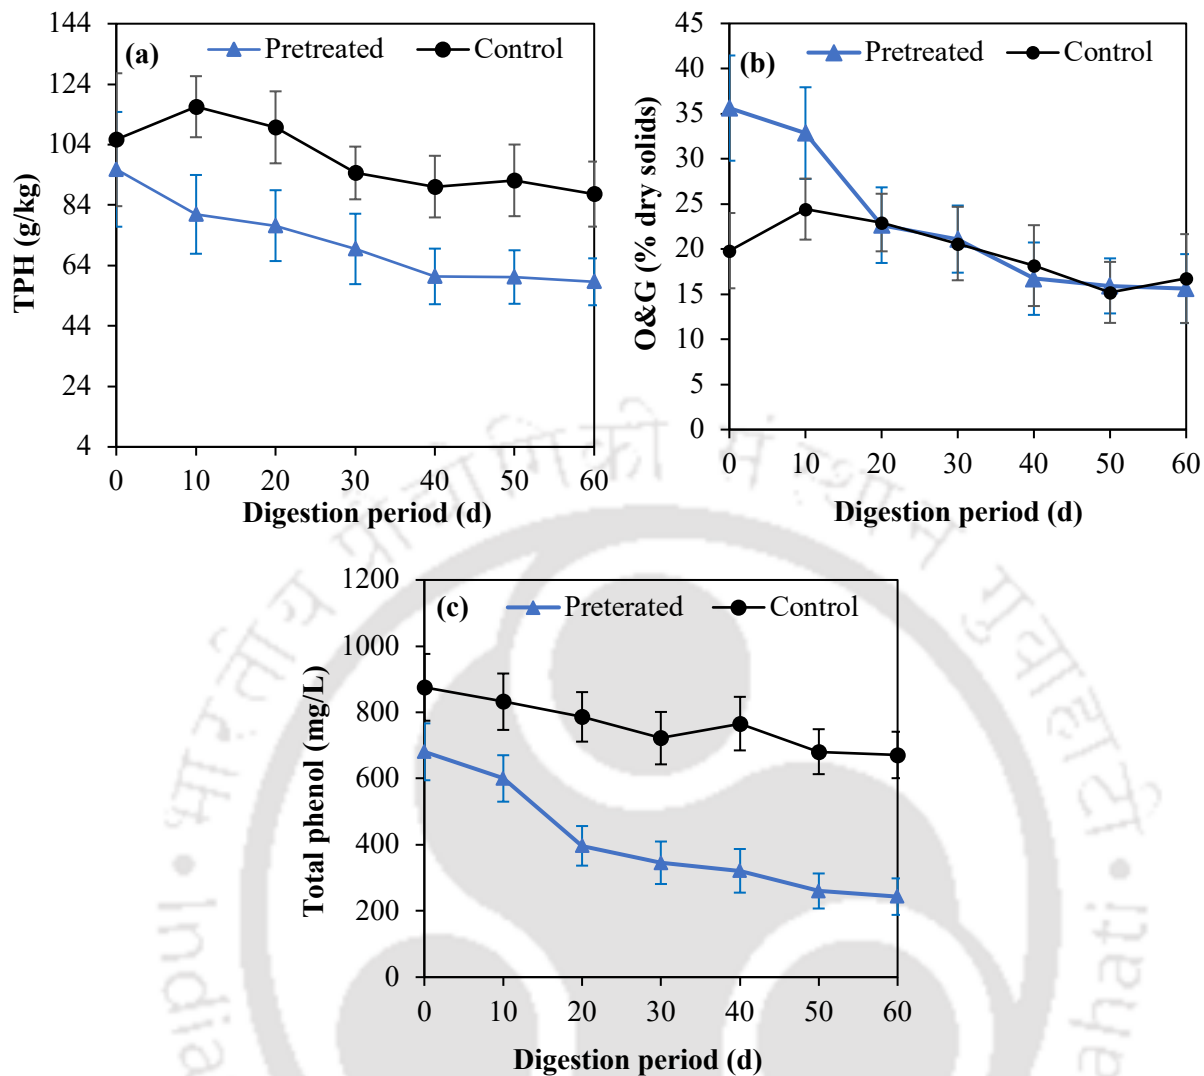 (a) Pretreated Control
144
124
104
84
64
44
24
4
TPH (g/kg)
0 10 20 30 40 50 60
Digestion period (d)
(b) Pretreated Control
45
40
35
30
25
20
15
10
5
0
O&G (% dry solids)
0 10 20 30 40 50 60
Digestion period (d)
(c) Preterated Control
1200
1000
800
600
400
200
0
Total phenol (mg/L)
0 10 20 30 40 50 60
Digestion period (d)
भारतीय प्रौद्योगिकी संस्थान गुवाहाटी
India
hati